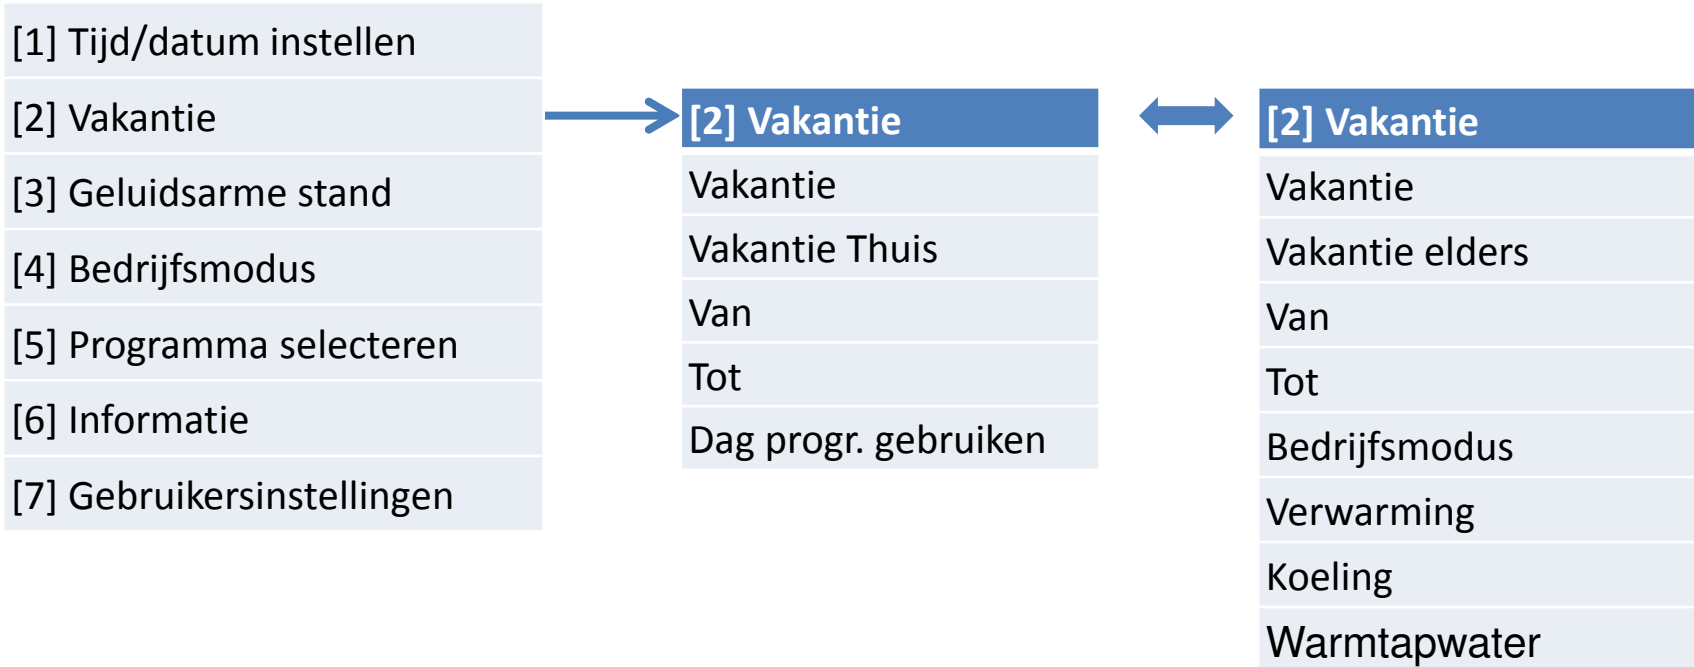 [1] Tijd/datum instellen
[2] Vakantie
[3] Geluidsarme stand
[4] Bedrijfsmodus
[5] Programma selecteren
[6] Informatie
[7] Gebruikersinstellingen
[2] Vakantie
Vakantie
Vakantie Thuis
Van
Tot
Dag progr. gebruiken
[2] Vakantie
Vakantie
Vakantie elders
Van
Tot
Bedrijfsmodus
Verwarming
Koeling
Warmtapwater